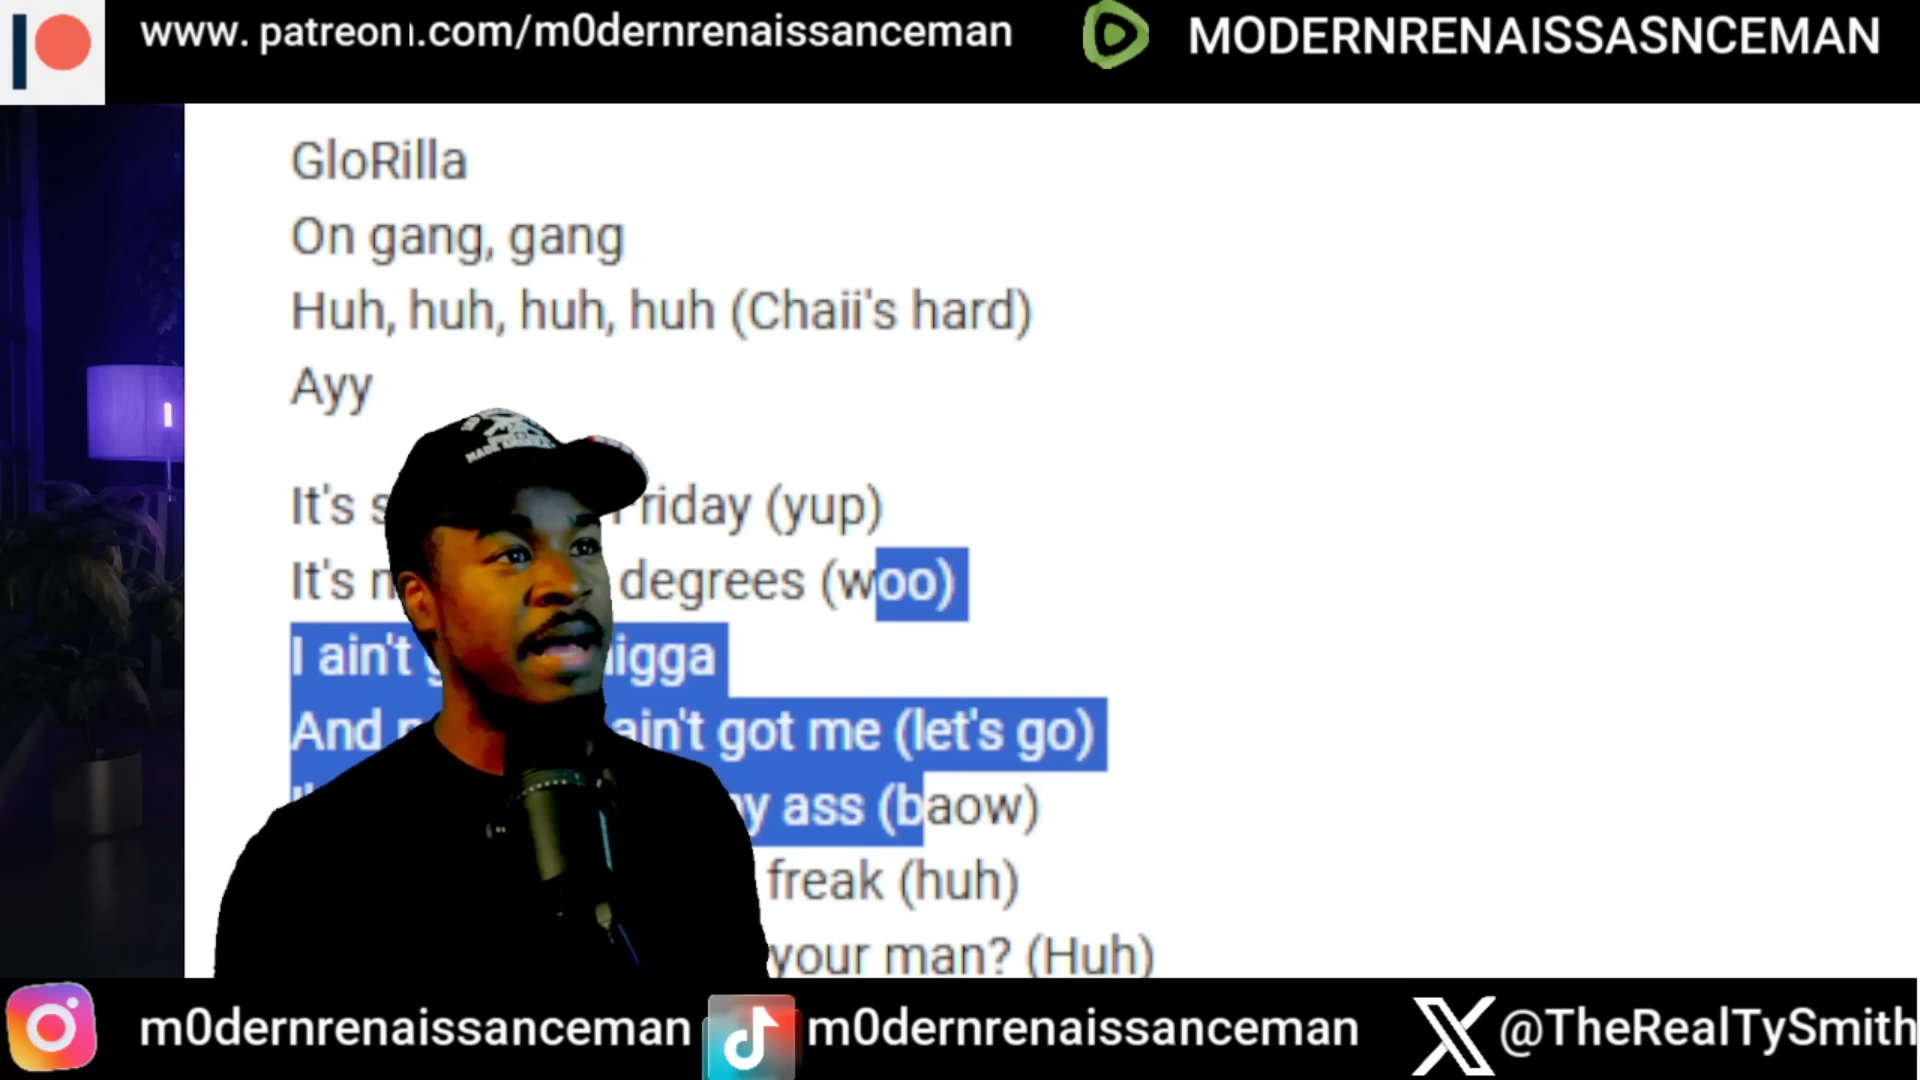 www. patreon.com/m0dernrenaissanceman
MODERNRENAISSASNCEMAN
GloRilla
On gang, gang
Huh, huh, huh, huh (Chaii's hard)
Ayy
It's riday (yup)
It's degrees (woo)
I ain't igga
And ain't got me (let's go)
ass (baow)
freak (huh)
your man? (Huh)
m0dernrenaissanceman
m0dernrenaissanceman
@TheRealTySmith